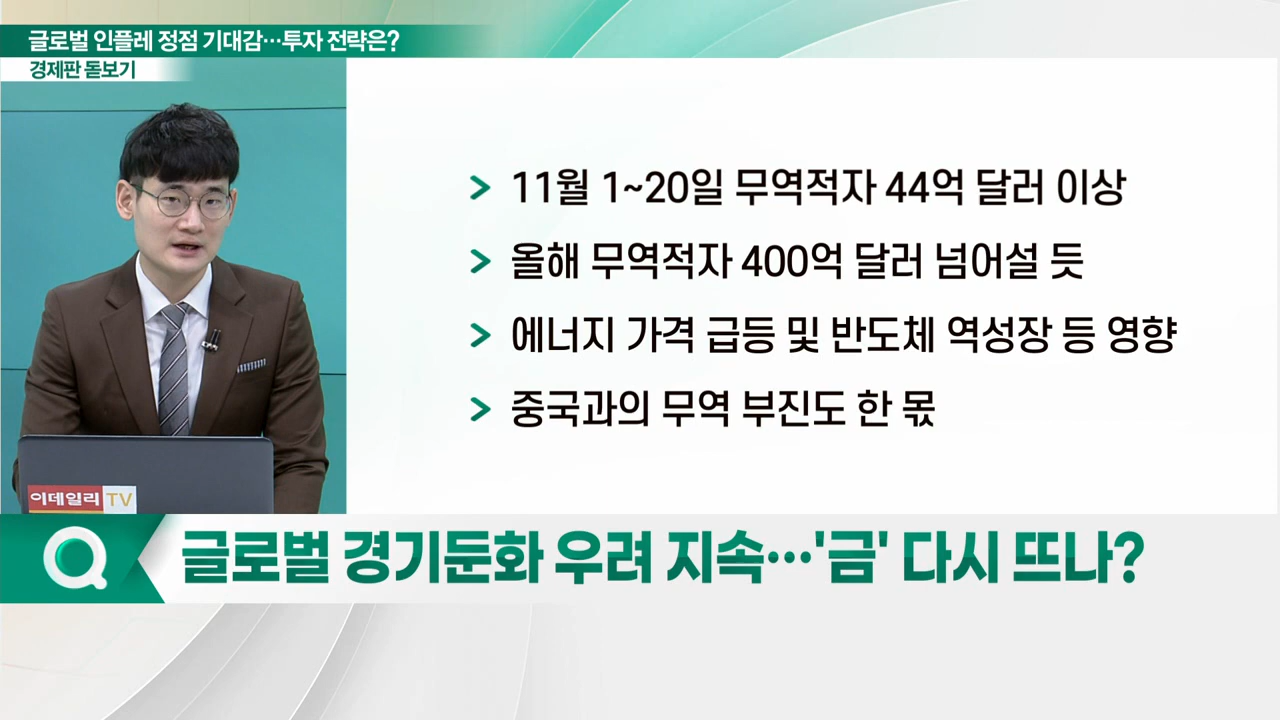 글로벌 인플레 정점 기대감…투자 전략은?
경제판 돋보기
> 11월 1~20일 무역적자 44억 달러 이상
> 올해 무역적자 400억 달러 넘어설 듯
> 에너지 가격 급등 및 반도체 역성장 등 영향
> 중국과의 무역 부진도 한 몫
이데일리 TV
Q 글로벌 경기둔화 우려 지속…'금' 다시 뜨나?